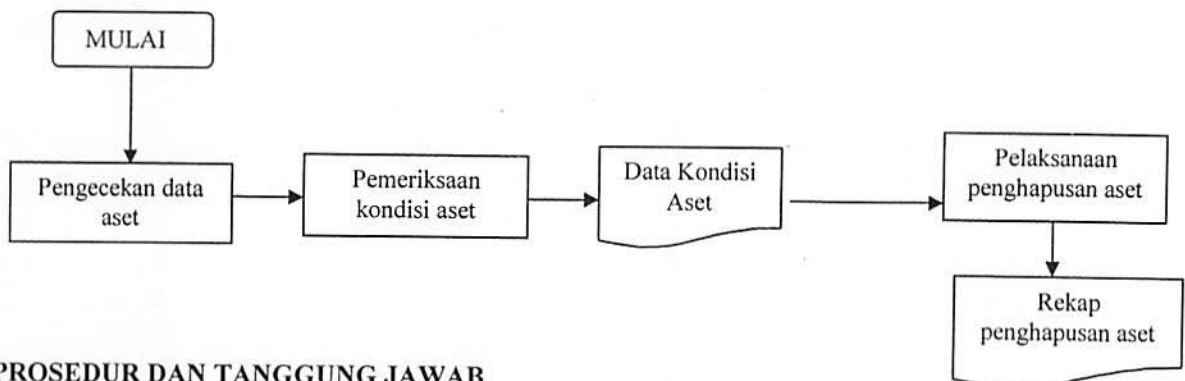 MULAI
Pengecekan data
aset
Pemeriksaan
kondisi aset
Data Kondisi
Aset
Pelaksanaan
penghapusan aset
Rekap
penghapusan aset
PROSEDUR DAN TANGGUNG JAWAB